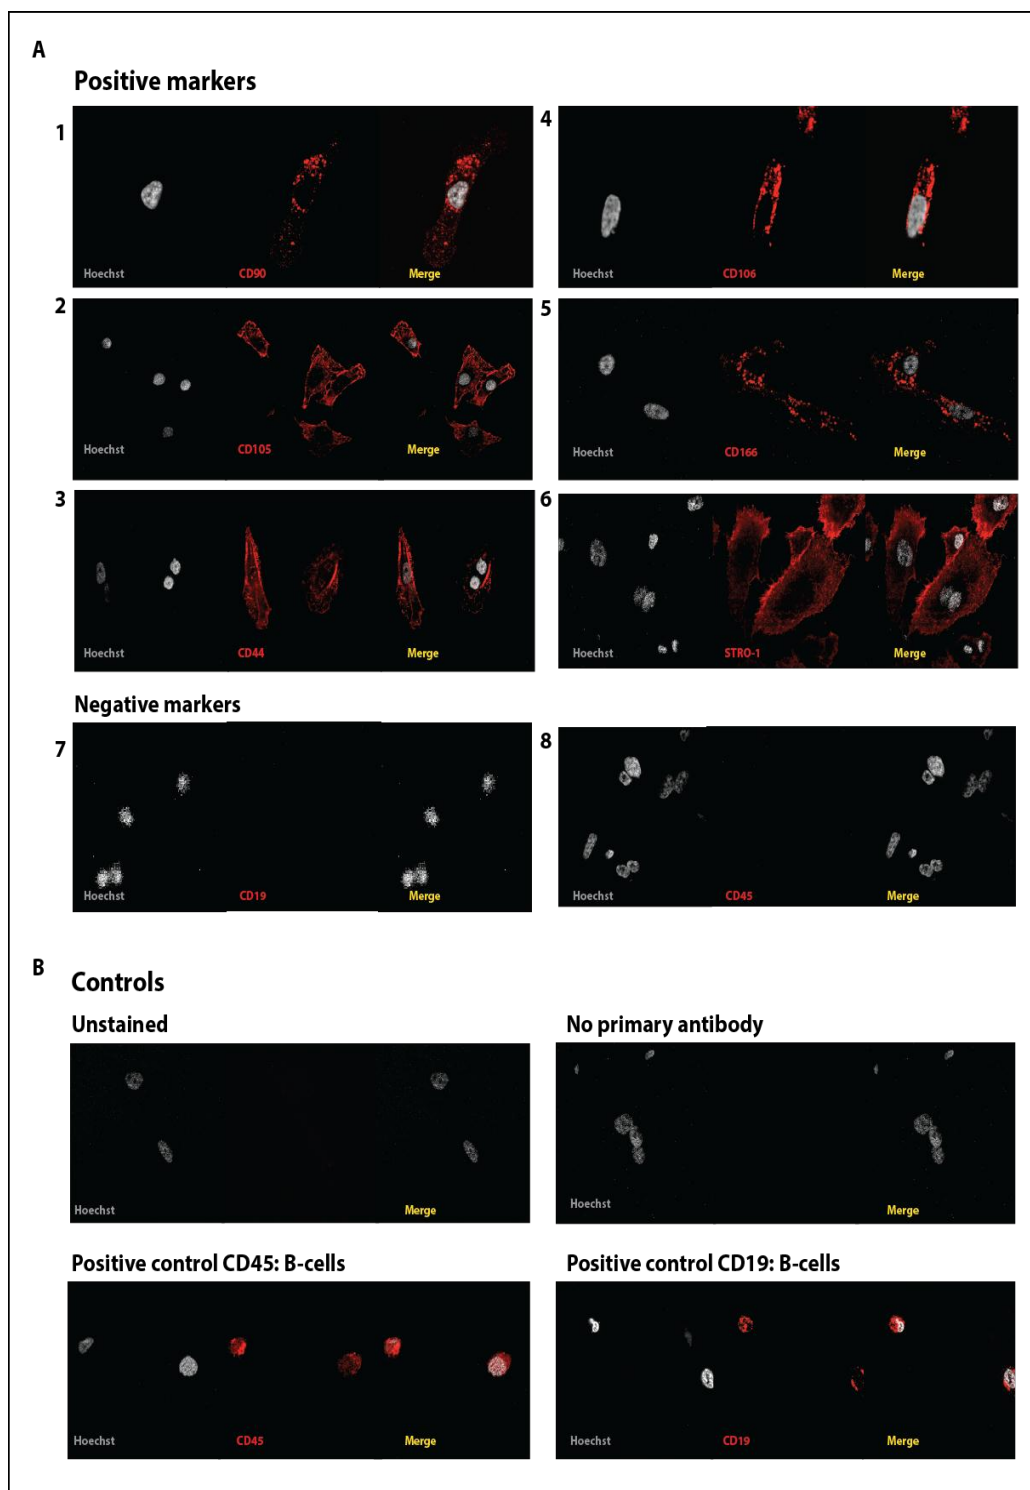 A
Positive markers
1
Hoechst
CD90
Merge
4
Hoechst
CD106
Merge
2
Hoechst
CD105
Merge
5
Hoechst
CD166
Merge
3
Hoechst
CD44
Merge
6
Hoechst
STRO-1
Merge
Negative markers
7
Hoechst
CD19
Merge
8
Hoechst
CD45
Merge
B
Controls
Unstained
Hoechst
Merge
No primary antibody
Hoechst
Merge
Positive control CD45: B-cells
Hoechst
CD45
Merge
Positive control CD19: B-cells
Hoechst
CD19
Merge